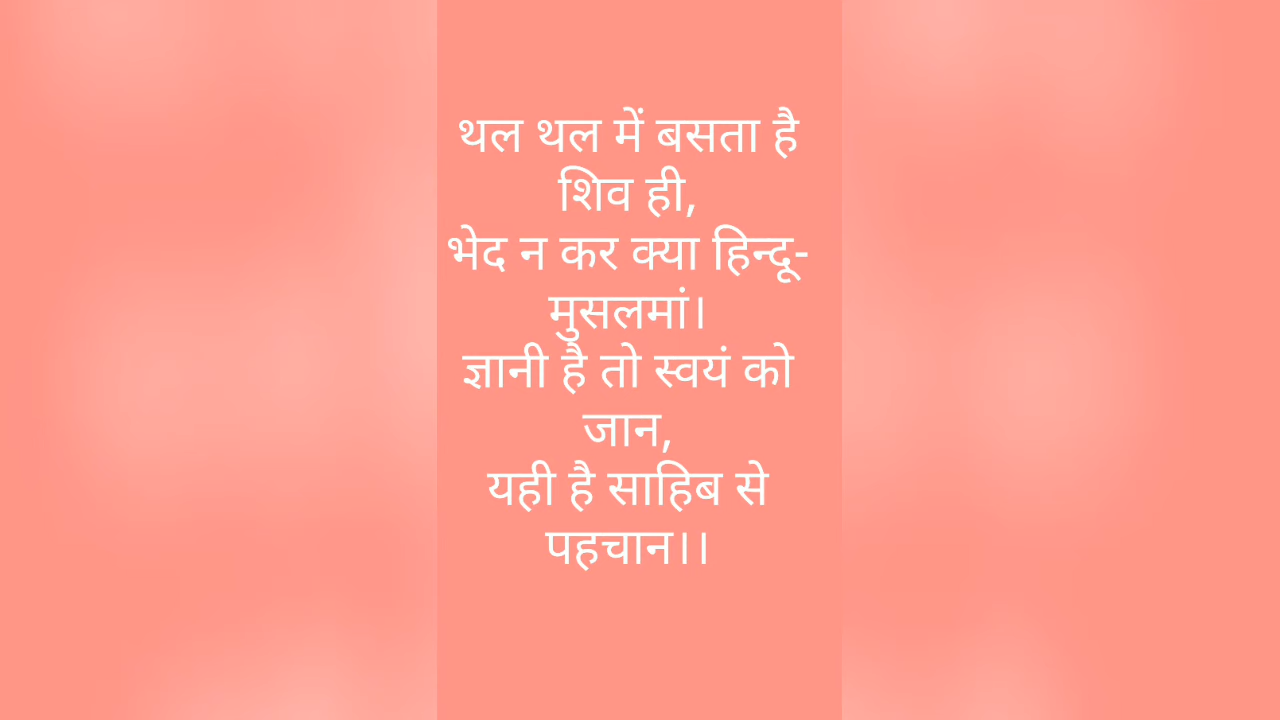 थल थल में बसता है
शिव ही,
भेद न कर क्या हिन्दू-
मुसलमां।
ज्ञानी है तो स्वयं को
जान,
यही है साहिब से
पहचान।।